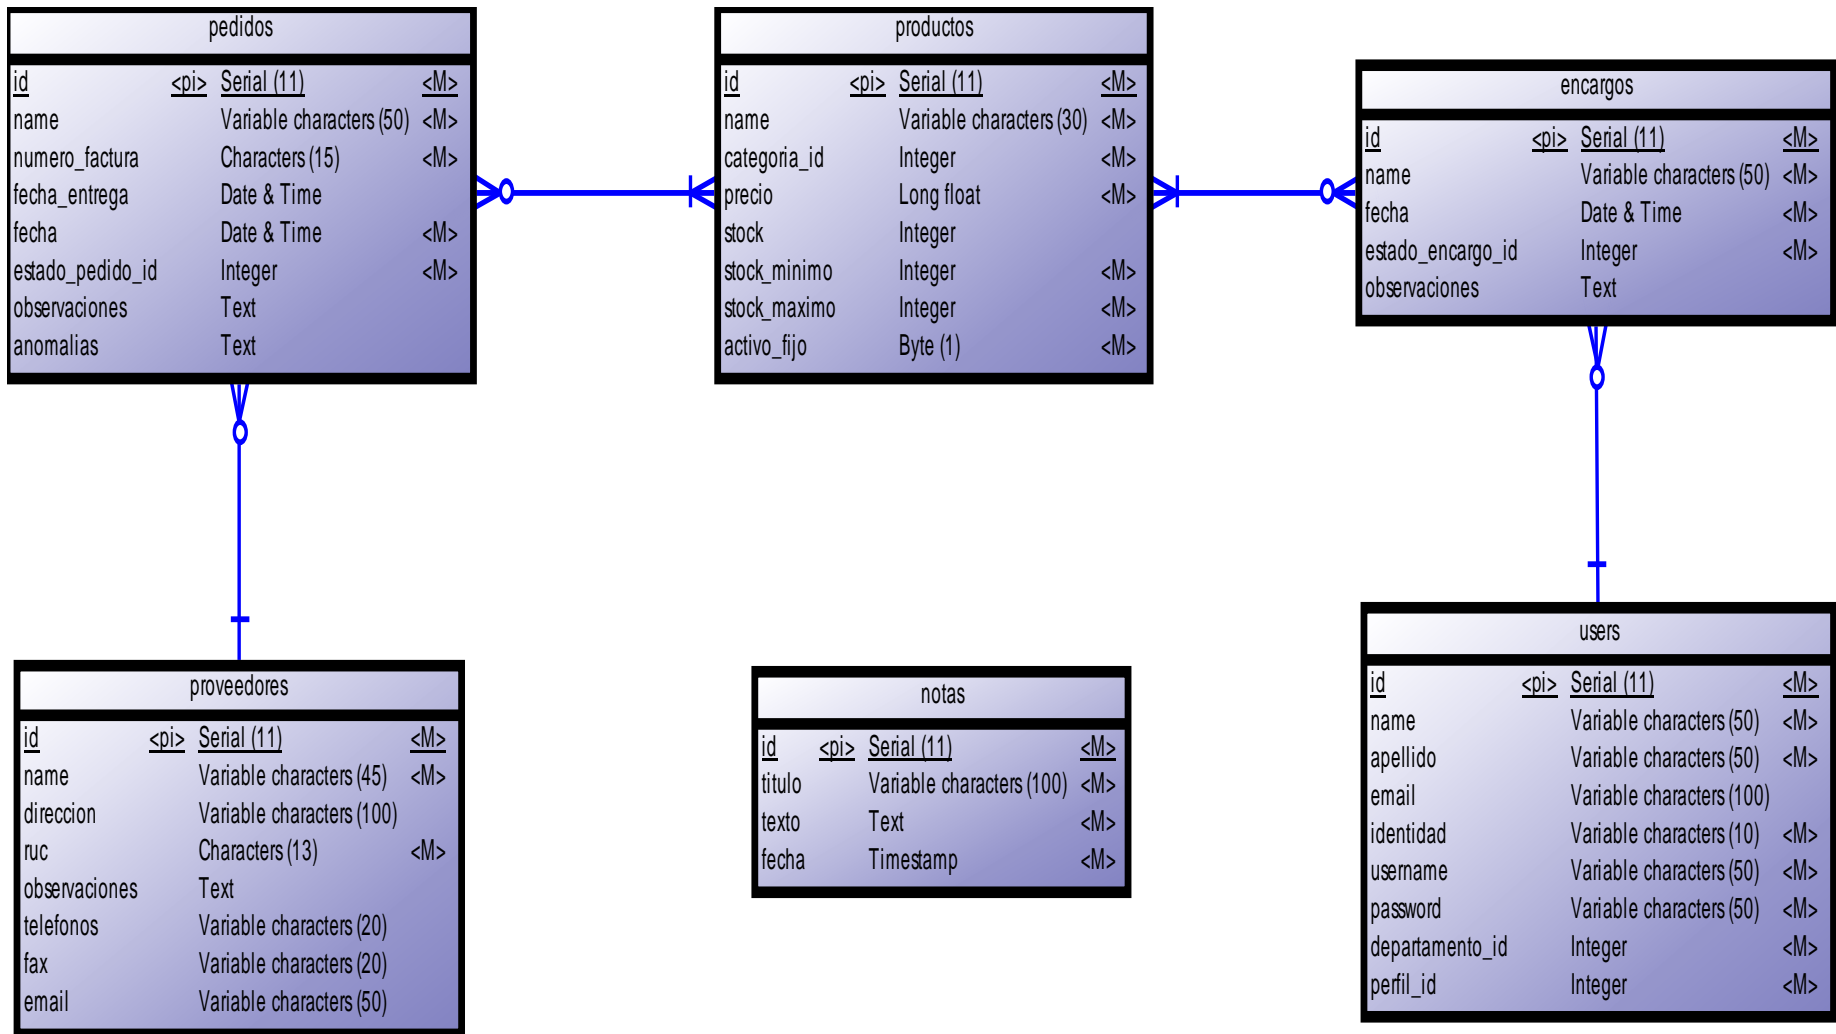 pedidos
id <pi> Serial (11) <M>
name Variable characters (50) <M>
numero_factura Characters (15) <M>
fecha_entrega Date & Time
fecha Date & Time <M>
estado_pedido_id Integer <M>
observaciones Text
anomalias Text
productos
id <pi> Serial (11) <M>
name Variable characters (30) <M>
categoria_id Integer <M>
precio Long float <M>
stock Integer
stock_minimo Integer <M>
stock_maximo Integer <M>
activo_fijo Byte (1) <M>
encargos
id <pi> Serial (11) <M>
name Variable characters (50) <M>
fecha Date & Time <M>
estado_encargo_id Integer <M>
observaciones Text
proveedores
id <pi> Serial (11) <M>
name Variable characters (45) <M>
direccion Variable characters (100)
ruc Characters (13) <M>
observaciones Text
telefonos Variable characters (20)
fax Variable characters (20)
email Variable characters (50)
notas
id <pi> Serial (11) <M>
titulo Variable characters (100) <M>
texto Text <M>
fecha Timestamp <M>
users
id <pi> Serial (11) <M>
name Variable characters (50) <M>
apellido Variable characters (50) <M>
email Variable characters (100)
identidad Variable characters (10) <M>
username Variable characters (50) <M>
password Variable characters (50) <M>
departamento_id Integer <M>
perfil_id Integer <M>